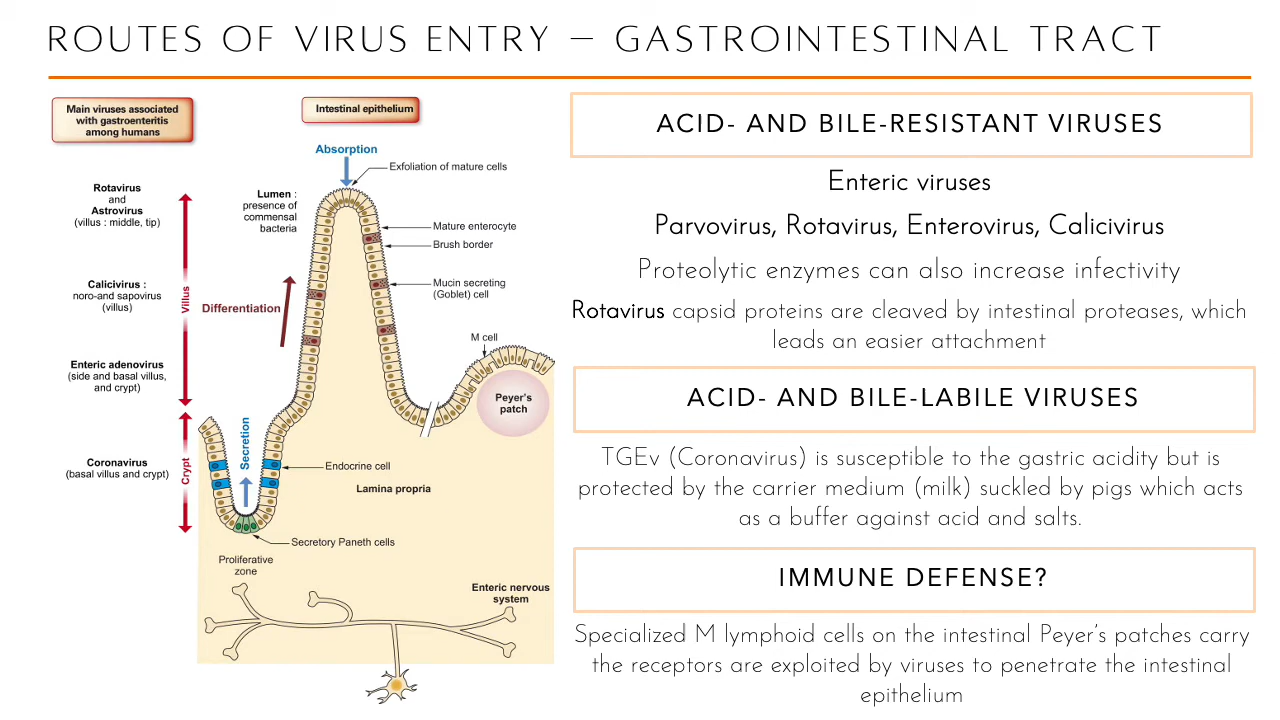 ROUTES OF VIRUS ENTRY – GASTROINTESTINAL TRACT
Main viruses associated
with gastroenteritis
among humans
Intestinal epithelium
Absorption
Exfoliation of mature cells
Rotavirus
and
Astrovirus
(villus : middle, tip)
Lumen :
presence of
commensal
bacteria
Mature enterocyte
Brush border
Calicivirus :
noro-and sapovirus
(villus)
Villus
Differentiation
Mucin secreting
(Goblet) cell
M cell
Enteric adenovirus
(side and basal villus,
and crypt)
Peyer's
patch
Coronavirus
(basal villus and crypt)
Crypt
Secretion
Endocrine cell
Lamina propria
Secretory Paneth cells
Proliferative
zone
Enteric nervous
system
ACID- AND BILE-RESISTANT VIRUSES
Enteric viruses
Parvovirus, Rotavirus, Enterovirus, Calicivirus
Proteolytic enzymes can also increase infectivity
Rotavirus capsid proteins are cleaved by intestinal proteases, which
leads an easier attachment
ACID- AND BILE-LABILE VIRUSES
TGEv (Coronavirus) is susceptible to the gastric acidity but is
protected by the carrier medium (milk) suckled by pigs which acts
as a buffer against acid and salts.
IMMUNE DEFENSE?
Specialized M lymphoid cells on the intestinal Peyer's patches carry
the receptors are exploited by viruses to penetrate the intestinal
epithelium